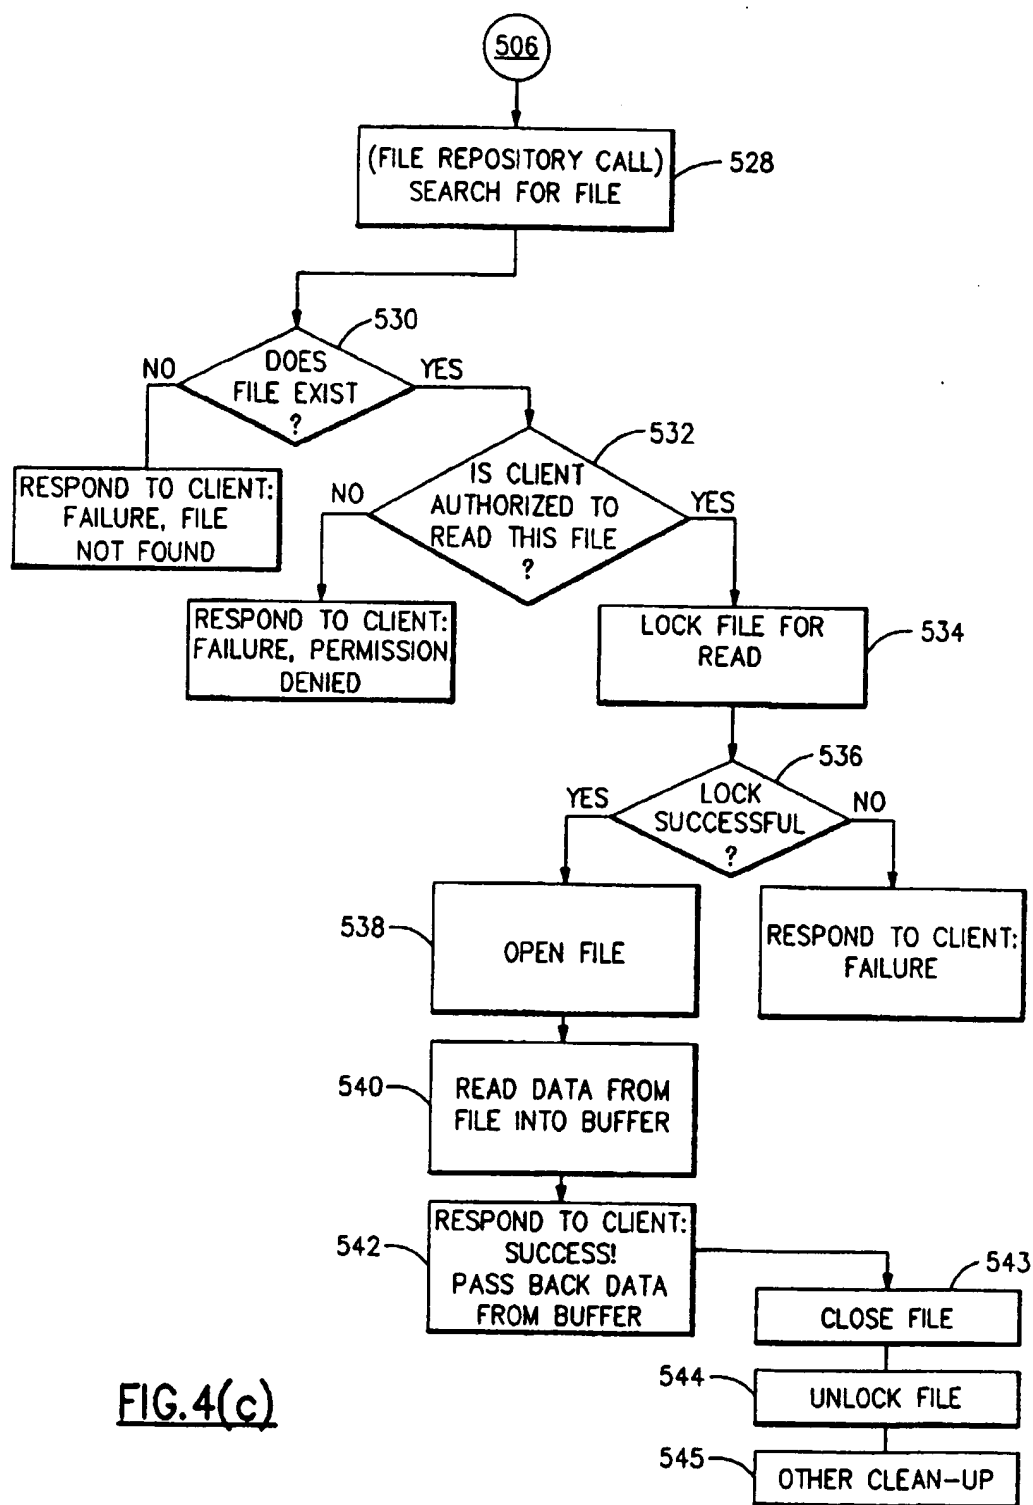 506
(FILE REPOSITORY CALL)
SEARCH FOR FILE
528
530
DOES
FILE EXIST
?
NO
YES
532
IS CLIENT
AUTHORIZED TO
READ THIS FILE
?
NO
YES
RESPOND TO CLIENT:
FAILURE, FILE
NOT FOUND
RESPOND TO CLIENT:
FAILURE, PERMISSION
DENIED
LOCK FILE FOR
READ
534
536
LOCK
SUCCESSFUL
?
YES
NO
538
OPEN FILE
RESPOND TO CLIENT:
FAILURE
540
READ DATA FROM
FILE INTO BUFFER
542
RESPOND TO CLIENT:
SUCCESS!
PASS BACK DATA
FROM BUFFER
543
CLOSE FILE
544
UNLOCK FILE
545
OTHER CLEAN-UP
FIG.4(c)